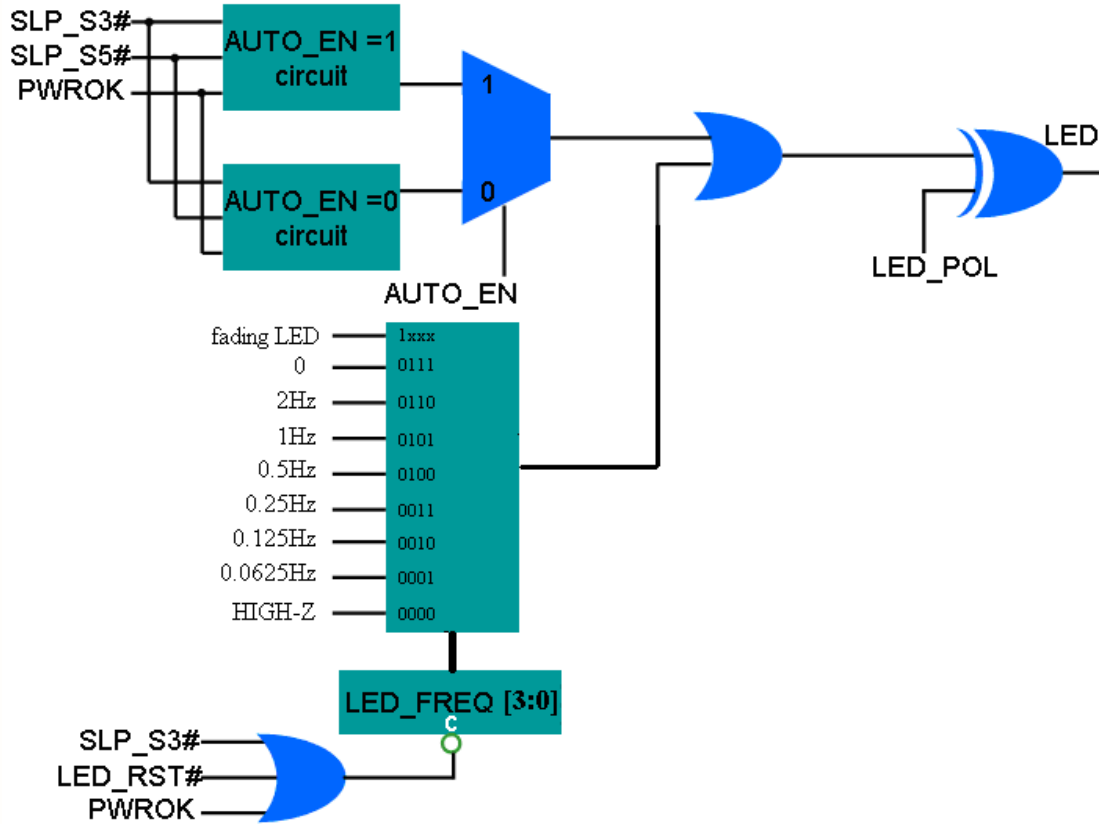 SLP_S3#
SLP_S5#
PWROK
AUTO_EN =1
circuit
1
AUTO_EN =0
circuit
0
AUTO_EN
LED
LED_POL
fading LED 1xxx
0 0111
2Hz 0110
1Hz 0101
0.5Hz 0100
0.25Hz 0011
0.125Hz 0010
0.0625Hz 0001
HIGH-Z 0000
LED_FREQ [3:0]
C
SLP_S3#
LED_RST#
PWROK